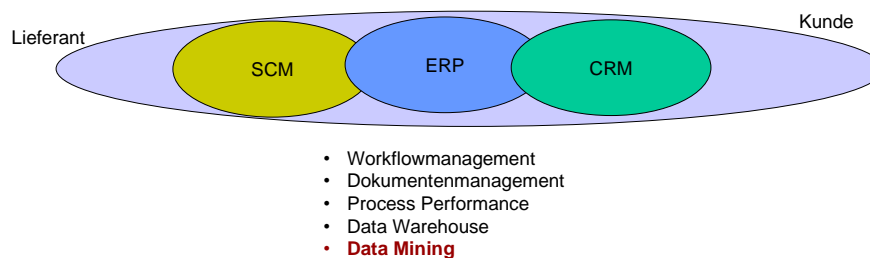 Kunde
Lieferant
SCM
ERP
CRM
• Workflowmanagement
• Dokumentenmanagement
• Process Performance
• Data Warehouse
• Data Mining